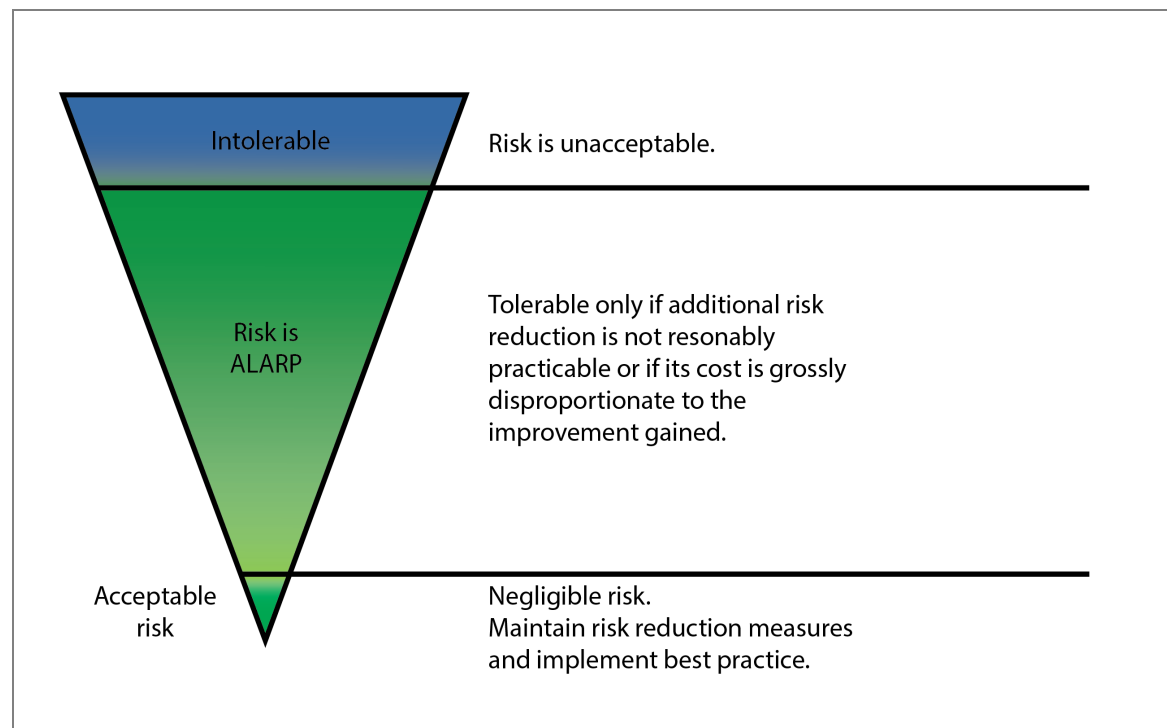 Intolerable
Risk is unacceptable.
Risk is
ALARP
Tolerable only if additional risk
reduction is not resonably
practicable or if its cost is grossly
disproportionate to the
improvement gained.
Acceptable
risk
Negligible risk.
Maintain risk reduction measures
and implement best practice.